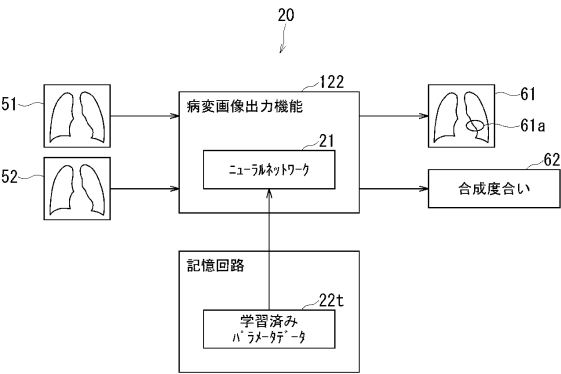 20
51
122
病変画像出力機能
61
61a
21
ニューラルネットワーク
52
62
合成度合い
記憶回路
22t
学習済み
パラメータデータ